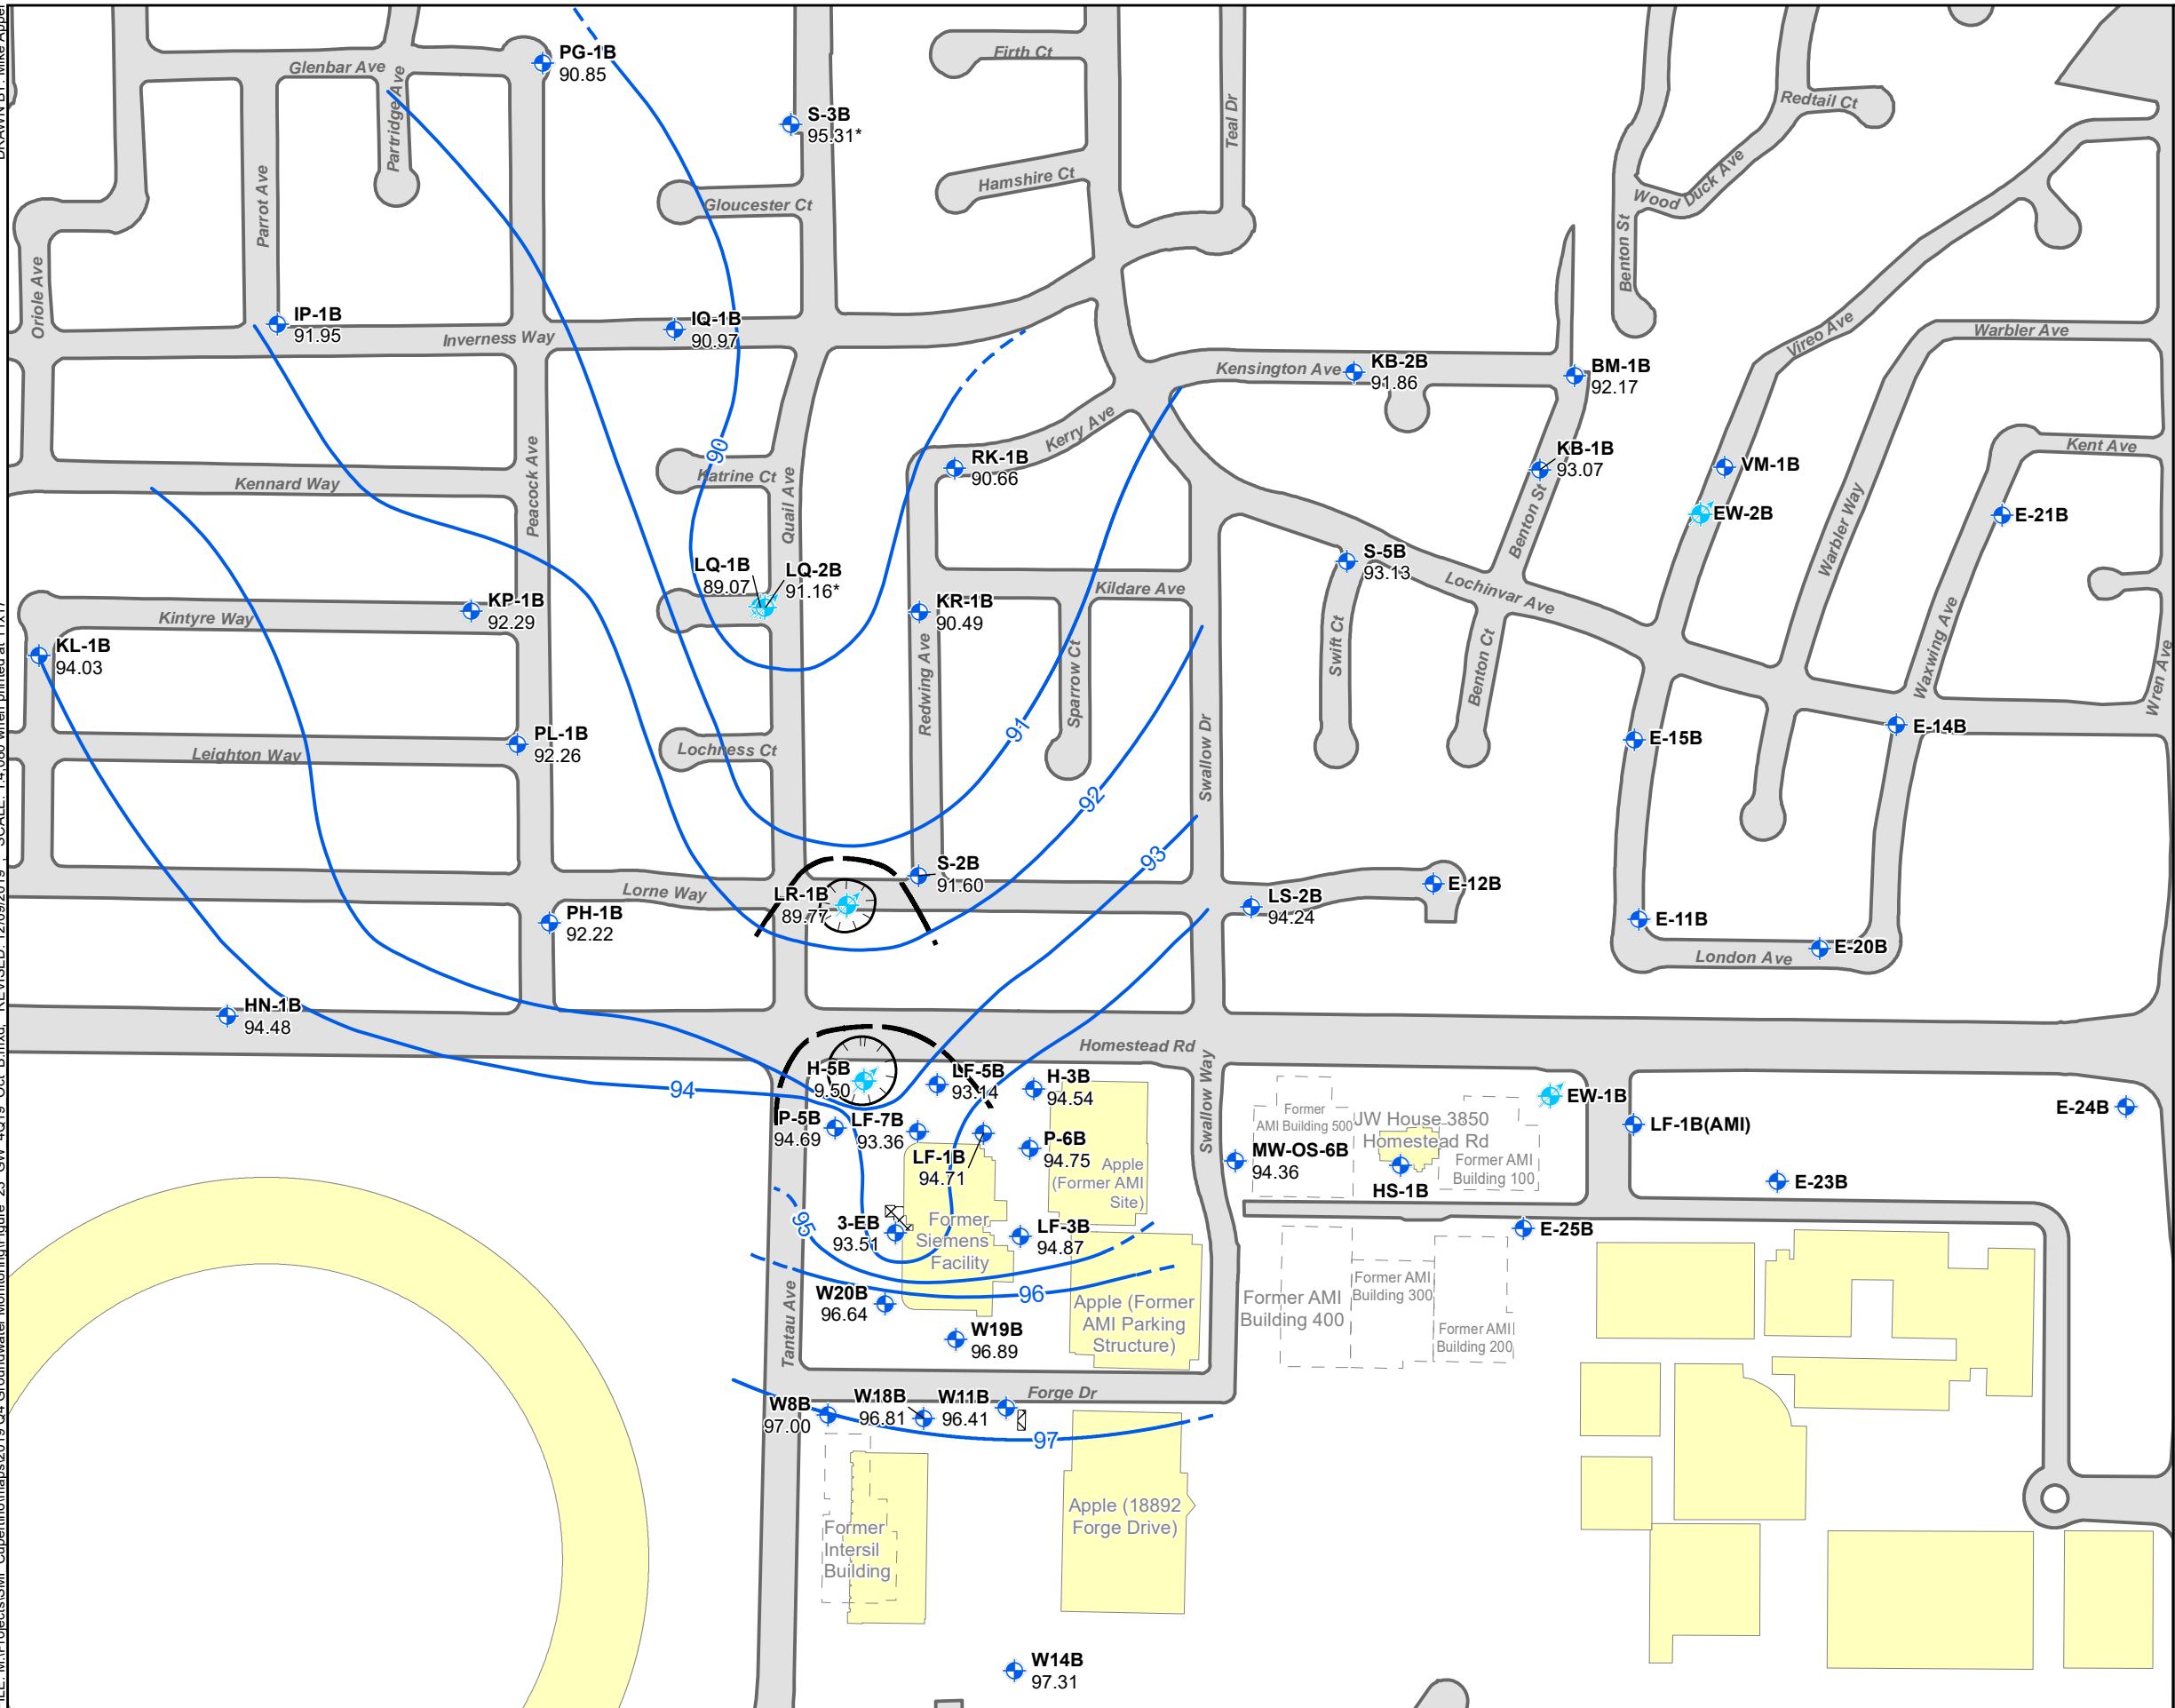 Glenbar Ave
Partridge Ave
PG-1B
90.85
Firth Ct
Teal Dr
Redtail Ct
S-3B
95.31*
Parrot Ave
Hamshire Ct
Gloucester Ct
Wood Duck Ave
Benton St
Oriole Ave
IP-1B
91.95
Inverness Way
IQ-1B
90.97
Vireo Ave
Warbler Ave
Kensington Ave
KB-2B
91.86
BM-1B
92.17
Kerry Ave
90
Peacock Ave
Kennard Way
Katrine Ct
Quail Ave
RK-1B
90.66
KB-1B
93.07
VM-1B
Kent Ave
EW-2B
E-21B
Benton St
Warbler Way
LQ-1B
89.07
LQ-2B
91.16*
S-5B
93.13
Kildare Ave
Lochinvar Ave
Kintyre Way
KP-1B
92.29
KR-1B
90.49
KL-1B
94.03
Redwing Ave
Sparrow Ct
Swift Ct
Benton Ct
Waxwing Ave
Wren Ave
PL-1B
92.26
Leighton Way
Lochness Ct
91
Swallow Dr
E-15B
E-14B
92
93
Lorne Way
S-2B
91.60
LR-1B
89.77
PH-1B
92.22
LS-2B
94.24
E-12B
E-11B
E-20B
London Ave
HN-1B
94.48
Homestead Rd
Swallow Way
94
H-5B
9.50
LF-5B
93.14
H-3B
94.54
EW-1B
E-24B
P-5B
94.69
LF-7B
93.36
Former
AMI Building 500
JW House 3850
Homestead Rd
LF-1B(AMI)
LF-1B
94.71
P-6B
94.75
MW-OS-6B
94.36
Apple
(Former AMI
Site)
Former AMI
Building 100
HS-1B
E-23B
95
3-EB
93.51
Former
Siemens
Facility
LF-3B
94.87
E-25B
96
W20B
96.64
Apple (Former
AMI Parking
Structure)
Former AMI
Building 400
Former AMI
Building 300
Former AMI
Building 200
Tantau Ave
W19B
96.89
Forge Dr
W8B
97.00
W18B
96.81
W11B
96.41
97
Apple (18892
Forge Drive)
Former
Intersil
Building
W14B
97.31